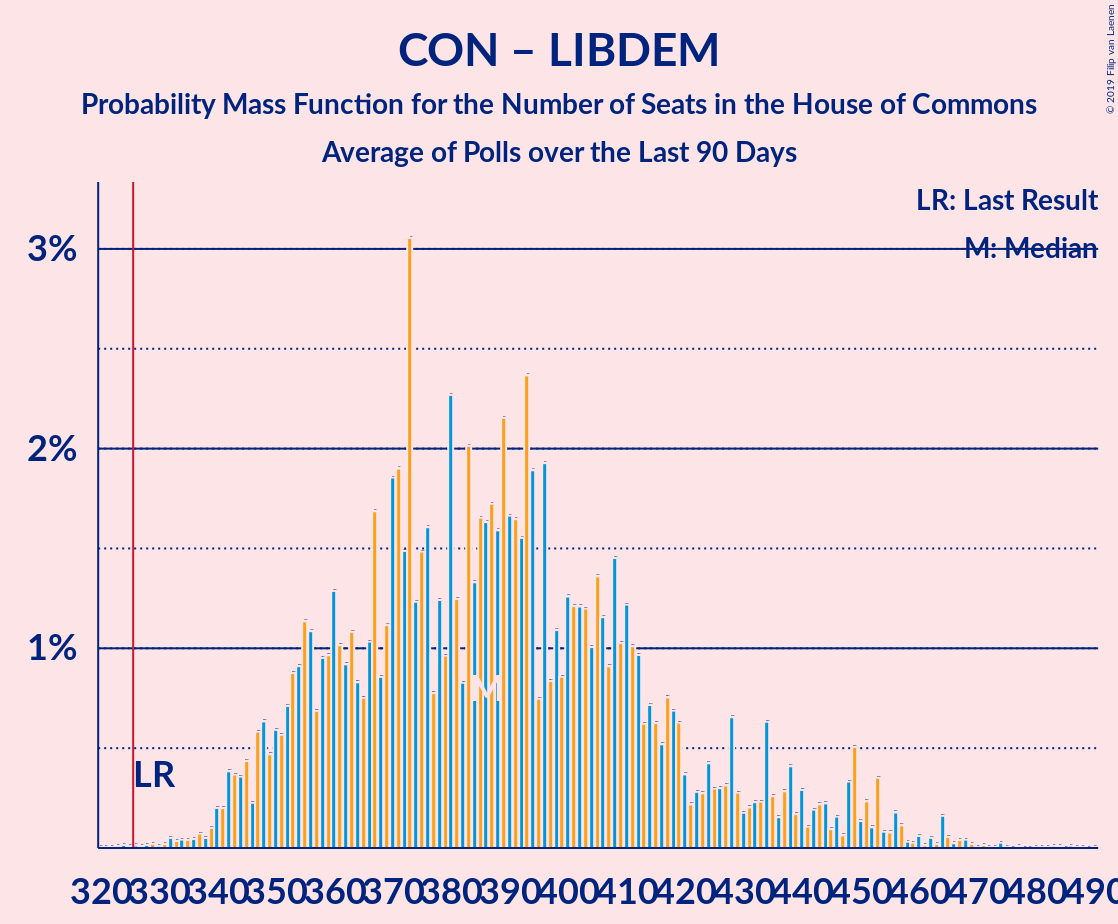 CON – LIBDEM
Probability Mass Function for the Number of Seats in the House of Commons
Average of Polls over the Last 90 Days
© 2019 Filip van Laenen
LR: Last Result
M: Median
3%
2%
1%
LR
M
320 330 340 350 360 370 380 390 400 410 420 430 440 450 460 470 480 490